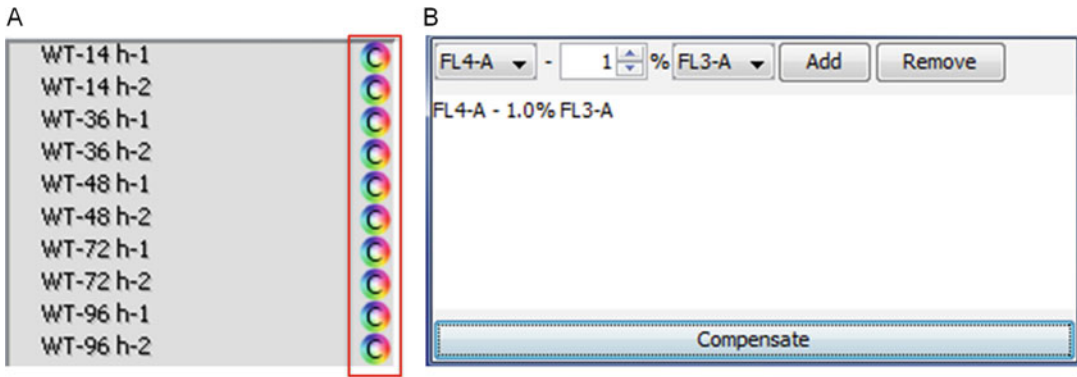 A
WT-14 h-1 C
WT-14 h-2 C
WT-36 h-1 C
WT-36 h-2 C
WT-48 h-1 C
WT-48 h-2 C
WT-72 h-1 C
WT-72 h-2 C
WT-96 h-1 C
WT-96 h-2 C
B
FL4-A - 1 % FL3-A Add Remove
FL4-A - 1.0% FL3-A
Compensate